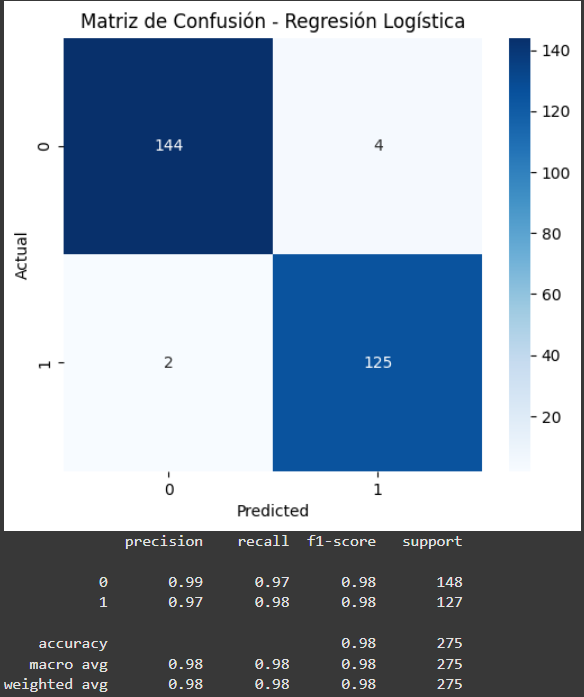 Matriz de Confusión - Regresión Logística
140
120
100
80
60
40
20
Actual
0
144
4
1
2
125
0 1
Predicted
precision recall f1-score support
0 0.99 0.97 0.98 148
1 0.97 0.98 0.98 127
accuracy 0.98 275
macro avg 0.98 0.98 0.98 275
weighted avg 0.98 0.98 0.98 275